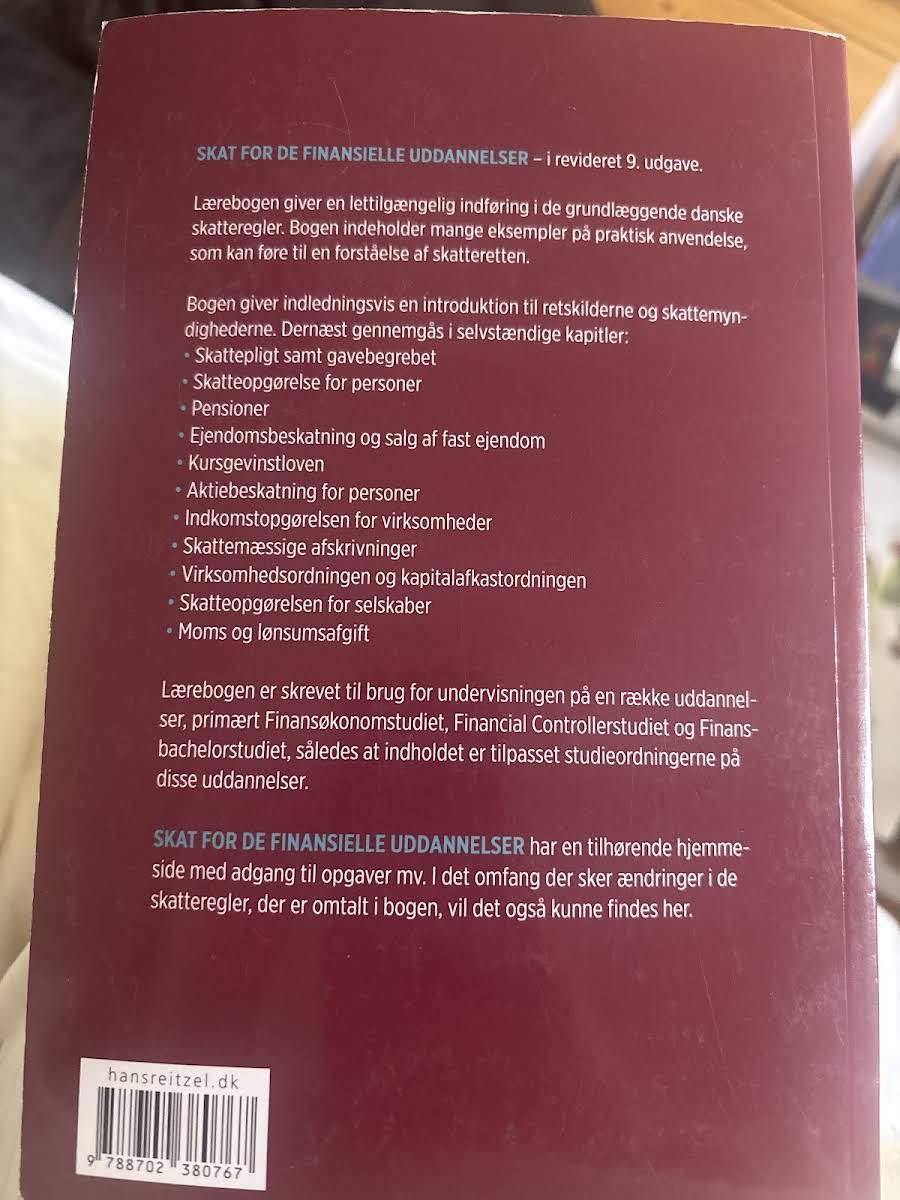 SKAT FOR DE FINANSIELLE UDDANNELSER – i revideret 9. udgave.
Lærebogen giver en lettilgængelig indføring i de grundlæggende danske
skatteregler. Bogen indeholder mange eksempler på praktisk anvendelse,
som kan føre til en forståelse af skatteretten.
Bogen giver indledningsvis en introduktion til retskilderne og skattemyn-
dighederne. Dernæst gennemgås i selvstændige kapitler:
• Skattepligt samt gavebegrebet
• Skatteopgørelse for personer
• Pensioner
• Ejendomsbeskatning og salg af fast ejendom
• Kursgevinstloven
• Aktiebeskatning for personer
• Indkomstopgørelsen for virksomheder
• Skattemæssige afskrivninger
• Virksomhedsordningen og kapitalafkastordningen
• Skatteopgørelsen for selskaber
• Moms og lønsumsafgift
Lærebogen er skrevet til brug for undervisningen på en række uddannel-
ser, primært Finansøkonomstudiet, Financial Controllerstudiet og Finans-
bachelorstudiet, således at indholdet er tilpasset studieordningerne på
disse uddannelser.
SKAT FOR DE FINANSIELLE UDDANNELSER har en tilhørende hjemme-
side med adgang til opgaver mv. I det omfang der sker ændringer i de
skatteregler, der er omtalt i bogen, vil det også kunne findes her.
hansreitzel.dk
9 788702 380767